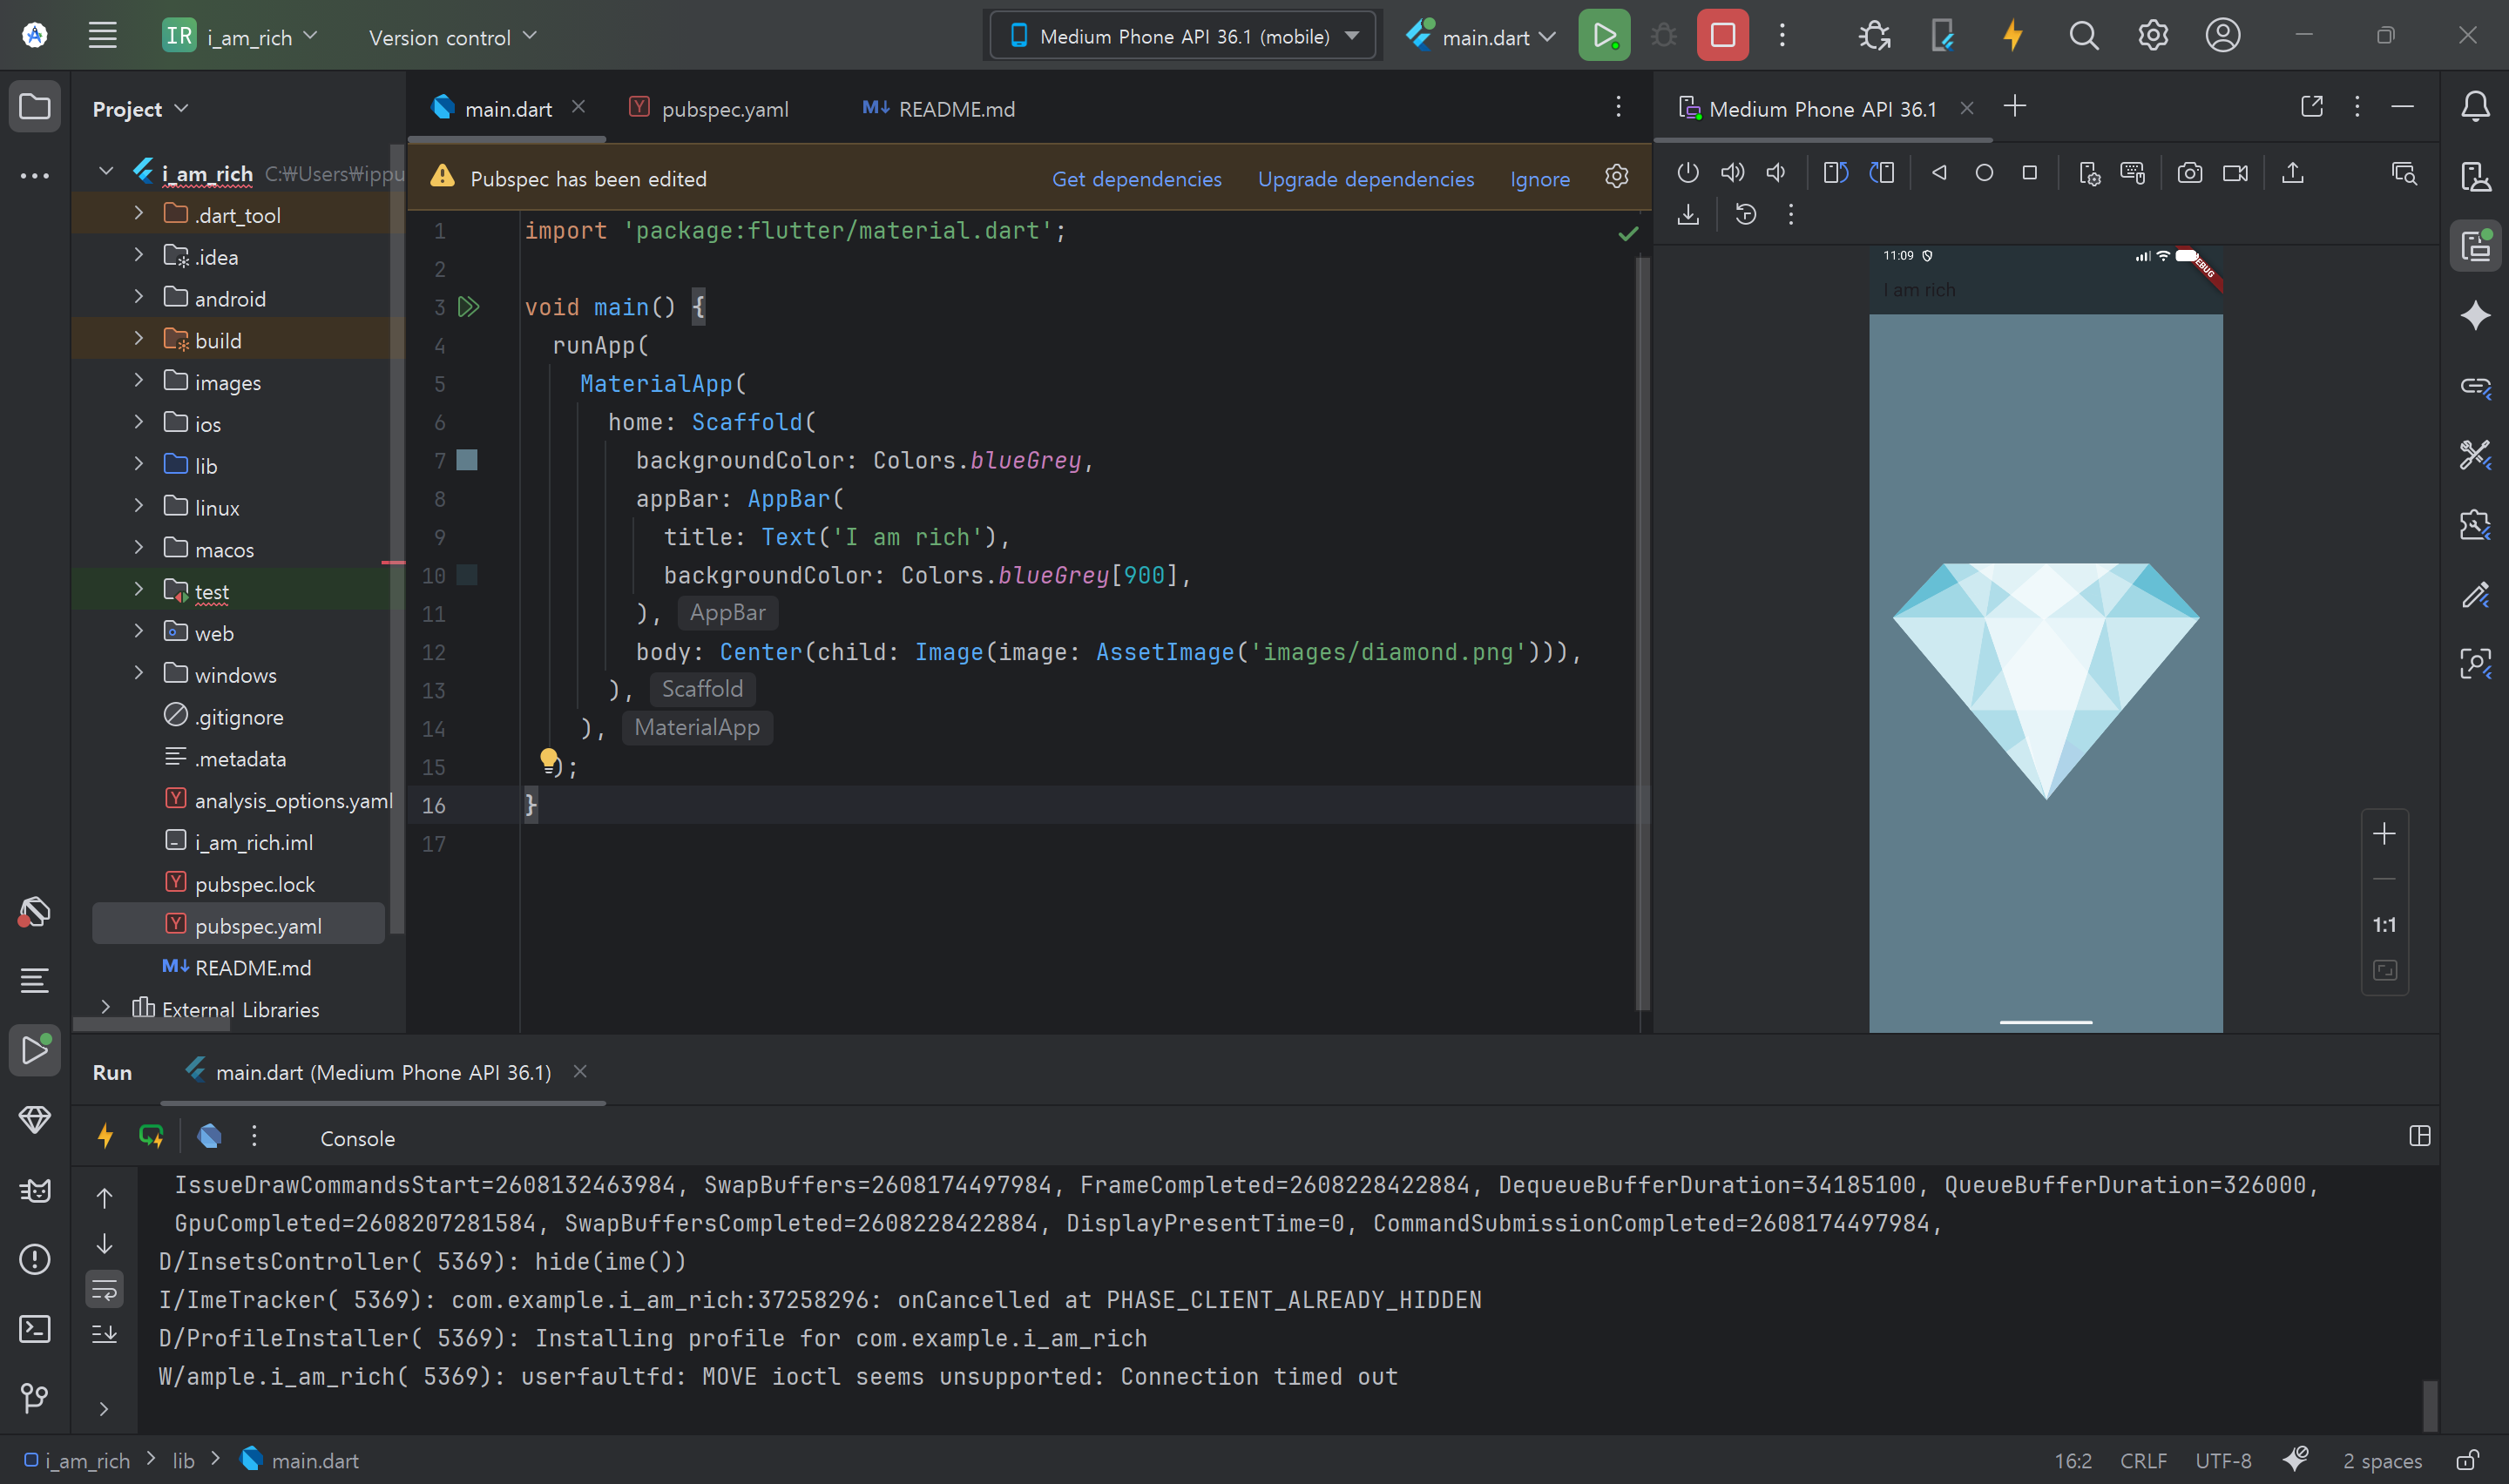 IR i_am_rich Version control Medium Phone API 36.1 (mobile) main.dart
Project
main.dart pubspec.yaml M↓ README.md
Medium Phone API 36.1
i_am_rich C:₩Users₩ippu
.dart_tool
.idea
android
build
images
ios
lib
linux
macos
test
web
windows
.gitignore
.metadata
analysis_options.yaml
i_am_rich.iml
pubspec.lock
pubspec.yaml
M↓ README.md
External Libraries
Pubspec has been edited Get dependencies Upgrade dependencies Ignore
1 import 'package:flutter/material.dart';
2
3 void main() {
4 runApp(
5 MaterialApp(
6 home: Scaffold(
7 backgroundColor: Colors.blueGrey,
8 appBar: AppBar(
9 title: Text('I am rich'),
10 backgroundColor: Colors.blueGrey[900],
11 ), AppBar
12 body: Center(child: Image(image: AssetImage('images/diamond.png'))),
13 ), Scaffold
14 ), MaterialApp
15 );
16 }
17
11:09
DEBUG
I am rich
1:1
Run main.dart (Medium Phone API 36.1)
Console
IssueDrawCommandsStart=2608132463984, SwapBuffers=2608174497984, FrameCompleted=2608228422884, DequeueBufferDuration=34185100, QueueBufferDuration=326000,
GpuCompleted=2608207281584, SwapBuffersCompleted=2608228422884, DisplayPresentTime=0, CommandSubmissionCompleted=2608174497984,
D/InsetsController( 5369): hide(ime())
I/ImeTracker( 5369): com.example.i_am_rich:37258296: onCancelled at PHASE_CLIENT_ALREADY_HIDDEN
D/ProfileInstaller( 5369): Installing profile for com.example.i_am_rich
W/ample.i_am_rich( 5369): userfaultfd: MOVE ioctl seems unsupported: Connection timed out
i_am_rich > lib > main.dart 16:2 CRLF UTF-8 2 spaces